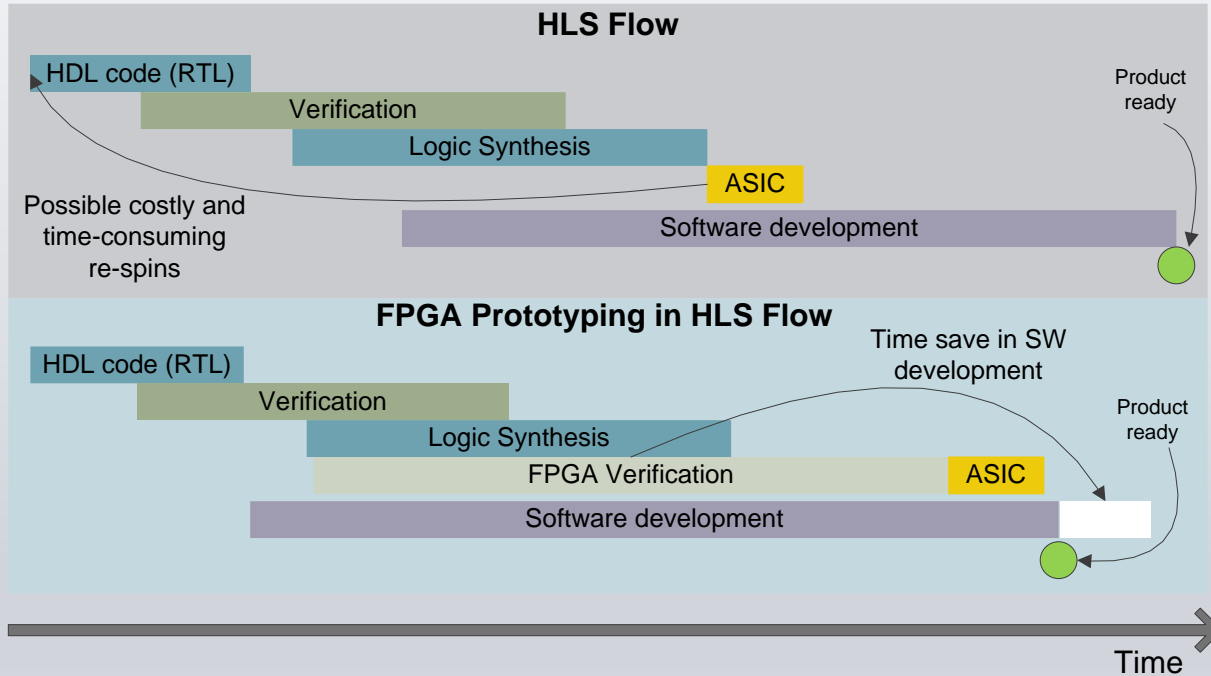 HLS Flow
HDL code (RTL)
Product
ready
Verification
Logic Synthesis
ASIC
Possible costly and
time-consuming
re-spins
Software development
FPGA Prototyping in HLS Flow
Time save in SW
development
HDL code (RTL)
Verification
Product
ready
Logic Synthesis
FPGA Verification
ASIC
Software development
Time